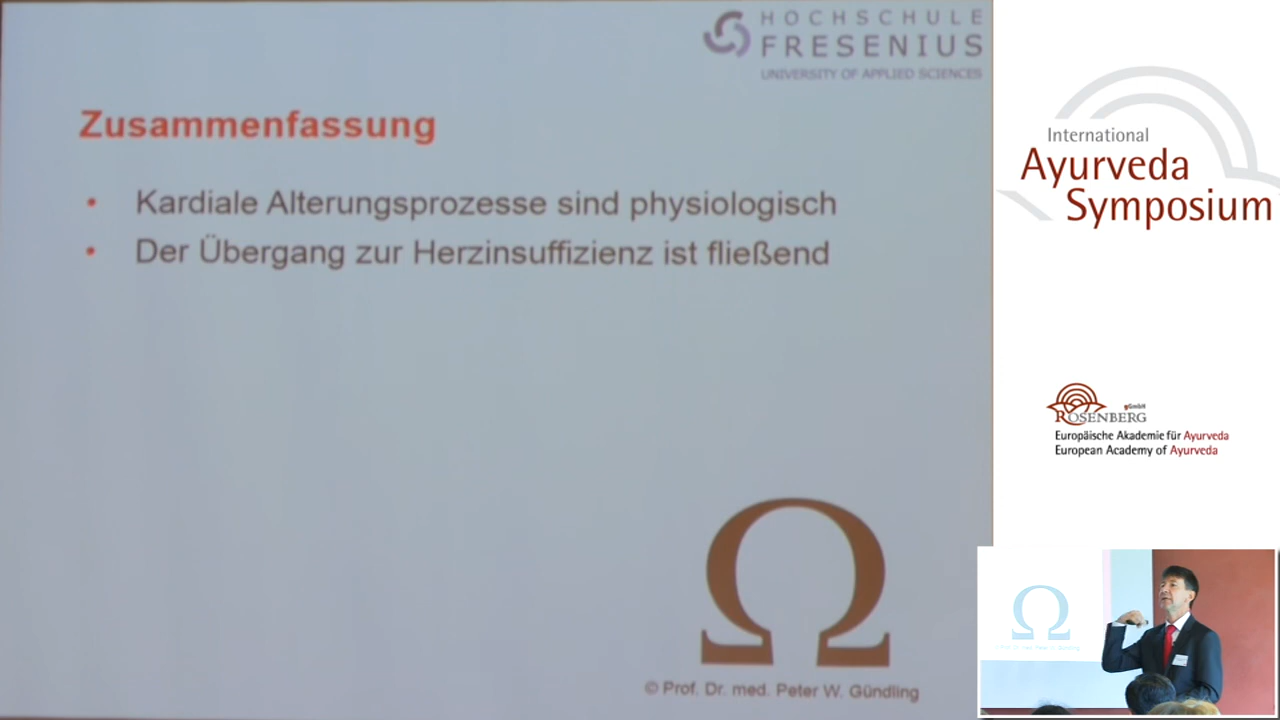 HOCHSCHULE
FRESENIUS
UNIVERSITY OF APPLIED SCIENCES
Zusammenfassung
• Kardiale Alterungsprozesse sind physiologisch
• Der Übergang zur Herzinsuffizienz ist fließend
Ω
© Prof. Dr. med. Peter W. Gündling
International
Ayurveda
Symposium
gGmbH
ROSENBERG
Europäische Akademie für Ayurveda
European Academy of Ayurveda
Ω